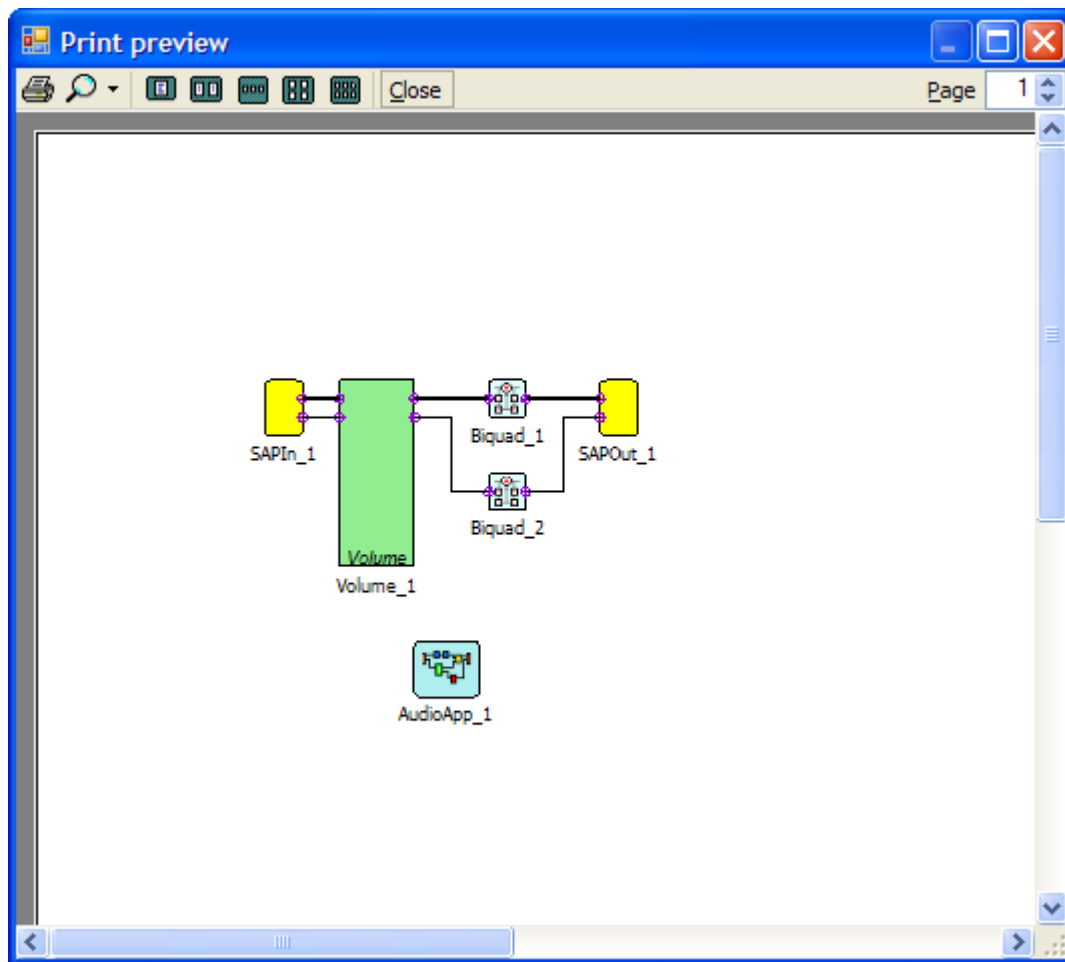 Print preview
Close
Page 1
Biquad_1
SAPIn_1
SAPOut_1
Biquad_2
Volume
Volume_1
AudioApp_1